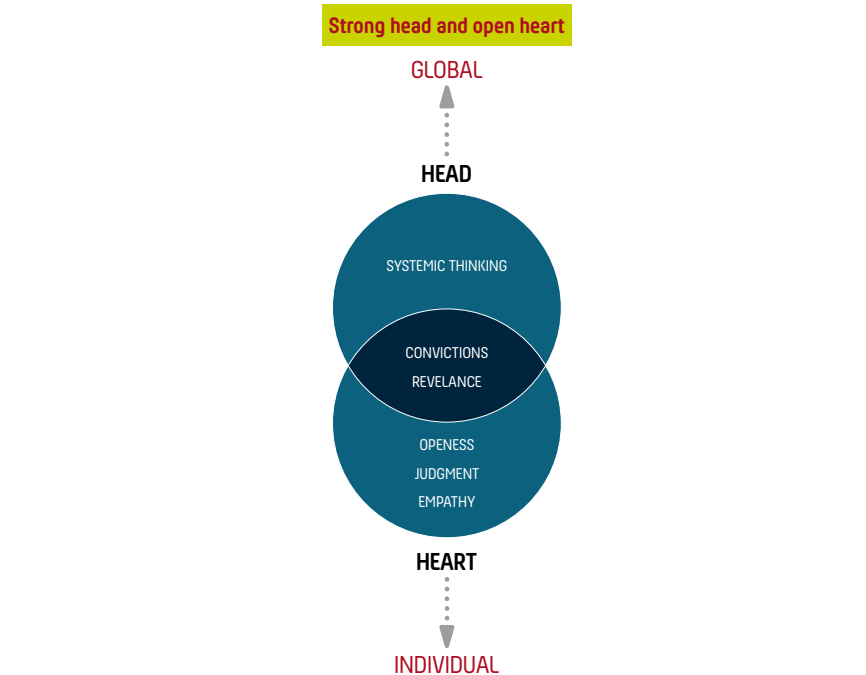 Strong head and open heart
GLOBAL
HEAD
SYSTEMIC THINKING
CONVICTIONS
REVELANCE
OPENESS
JUDGMENT
EMPATHY
HEART
INDIVIDUAL